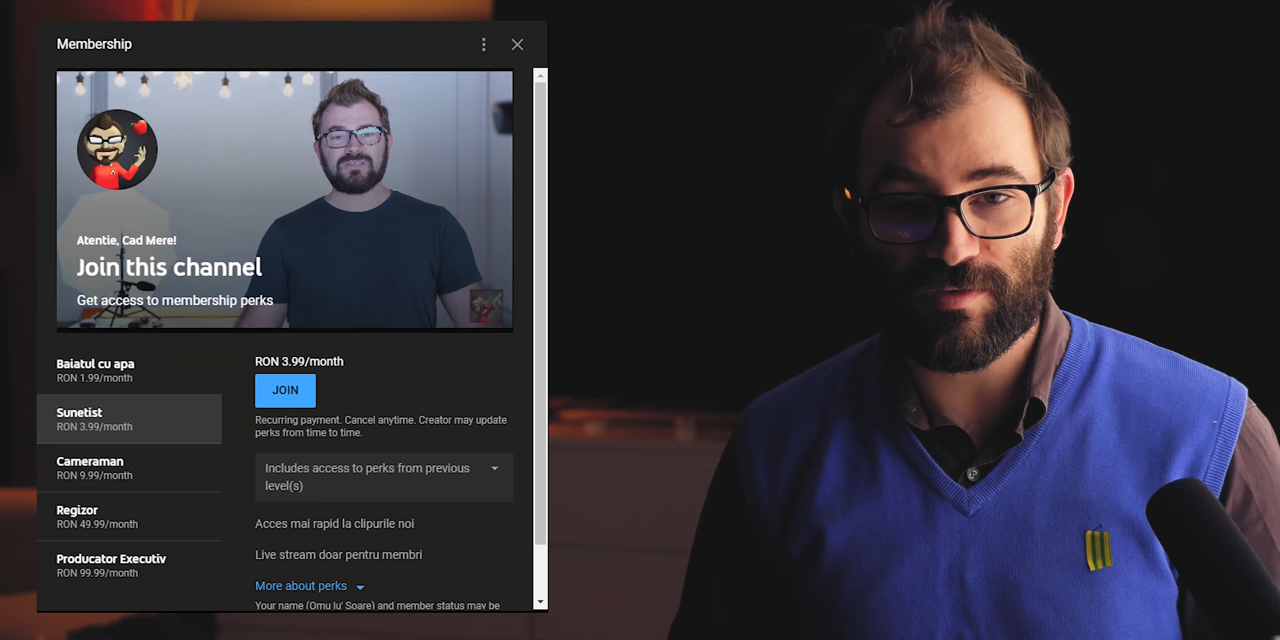 Membership
Atentie, Cad Mere!
Join this channel
Get access to membership perks
Baiatul cu apa
RON 1.99/month
Sunetist
RON 3.99/month
Cameraman
RON 9.99/month
Regizor
RON 49.99/month
Producator Executiv
RON 99.99/month
RON 3.99/month
JOIN
Recurring payment. Cancel anytime. Creator may update
perks from time to time.
Includes access to perks from previous
level(s)
Acces mai rapid la clipurile noi
Live stream doar pentru membri
More about perks
Your name (Omu lu' Soare) and member status may be